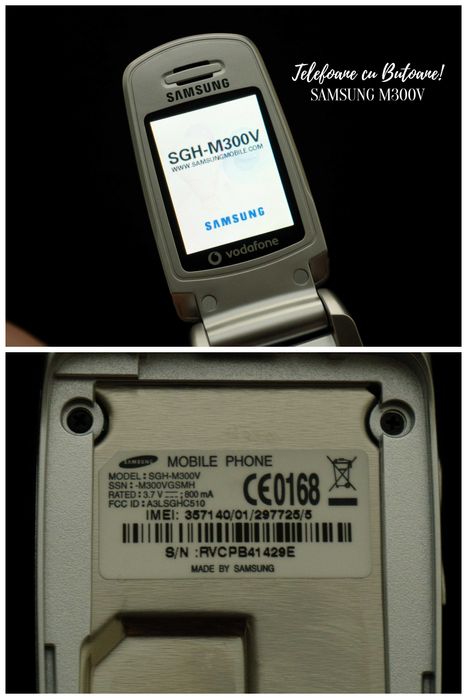 Telefoane cu Butoane!
SAMSUNG M300V
SAMSUNG
SGH-M300V
WWW.SAMSUNGMOBILE.COM
SAMSUNG
vodafone
SAMSUNG MOBILE PHONE
MODEL : SGH-M300V
SSN : -M300VGSMH
RATED : 3.7 V ⎓ ; 800 mA
FCC ID : A3LSGHC510
CE0168
IMEI: 357140/01/297725/5
S/N :RVCPB41429E
MADE BY SAMSUNG